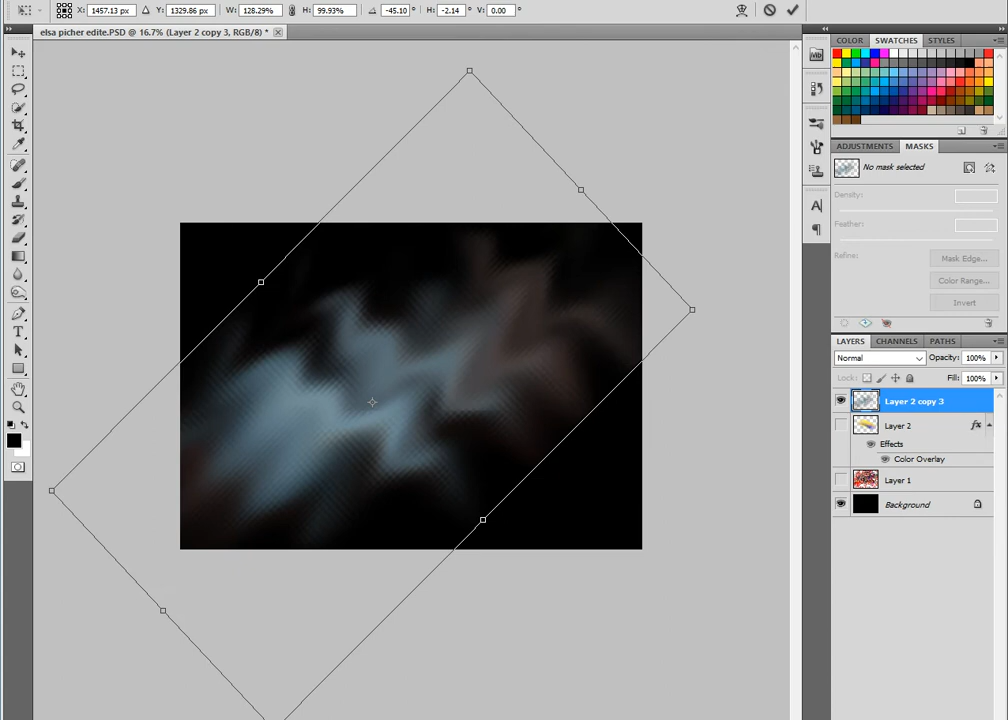 X: 1457.13 px Y: 1329.86 px W: 128.29% H: 99.93% -45.10 ° H: -2.14 ° V: 0.00 °
elsa picher edite.PSD @ 16.7% (Layer 2 copy 3, RGB/8) *
COLOR SWATCHES STYLES
ADJUSTMENTS MASKS
No mask selected
Density:
Feather:
Refine: Mask Edge...
Color Range...
Invert
LAYERS CHANNELS PATHS
Normal Opacity: 100%
Lock: Fill: 100%
Layer 2 copy 3
Layer 2 fx
Effects
Color Overlay
Layer 1
Background